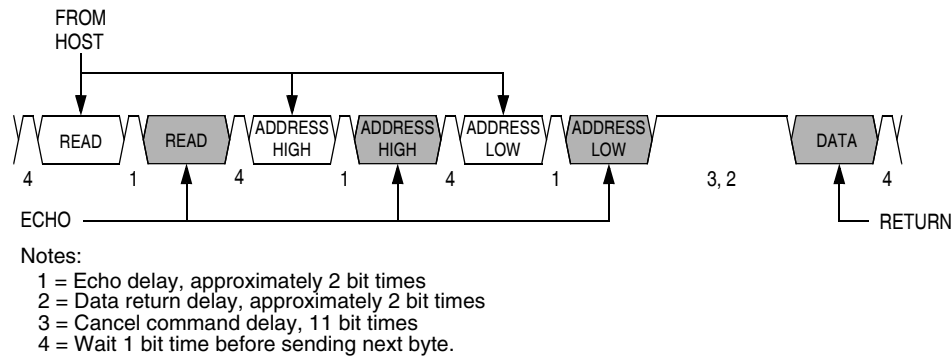 FROM
HOST
READ
READ
ADDRESS
HIGH
ADDRESS
HIGH
ADDRESS
LOW
ADDRESS
LOW
DATA
4
1
4
1
4
1
3, 2
4
ECHO
RETURN
Notes:
1 = Echo delay, approximately 2 bit times
2 = Data return delay, approximately 2 bit times
3 = Cancel command delay, 11 bit times
4 = Wait 1 bit time before sending next byte.